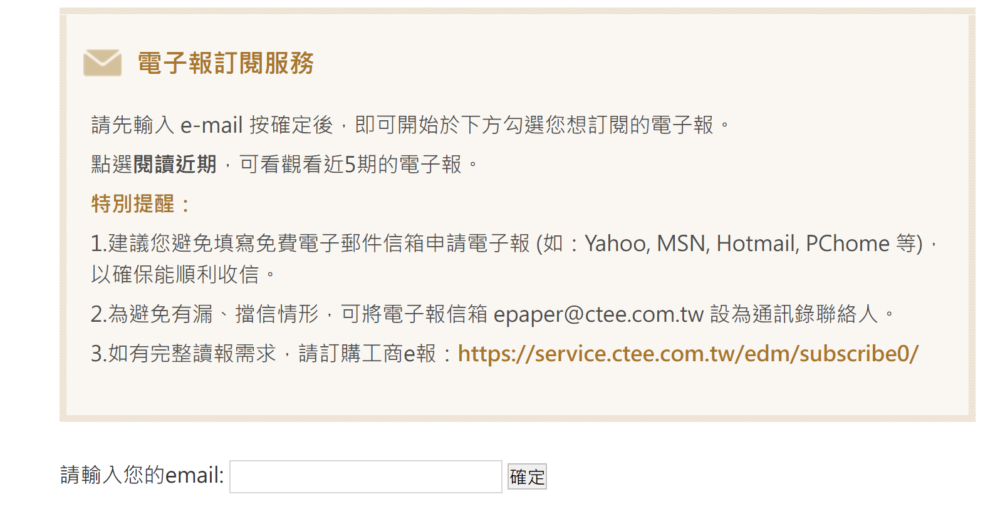 電子報訂閱服務
請先輸入 e-mail 按確定後，即可開始於下方勾選您想訂閱的電子報。
點選閱讀近期，可看觀看近5期的電子報。
特別提醒：
1.建議您避免填寫免費電子郵件信箱申請電子報 (如：Yahoo, MSN, Hotmail, PChome 等)，
以確保能順利收信。
2.為避免有漏、擋信情形，可將電子報信箱 epaper@ctee.com.tw 設為通訊錄聯絡人。
3.如有完整讀報需求，請訂購工商e報：https://service.ctee.com.tw/edm/subscribe0/
請輸入您的email: 確定